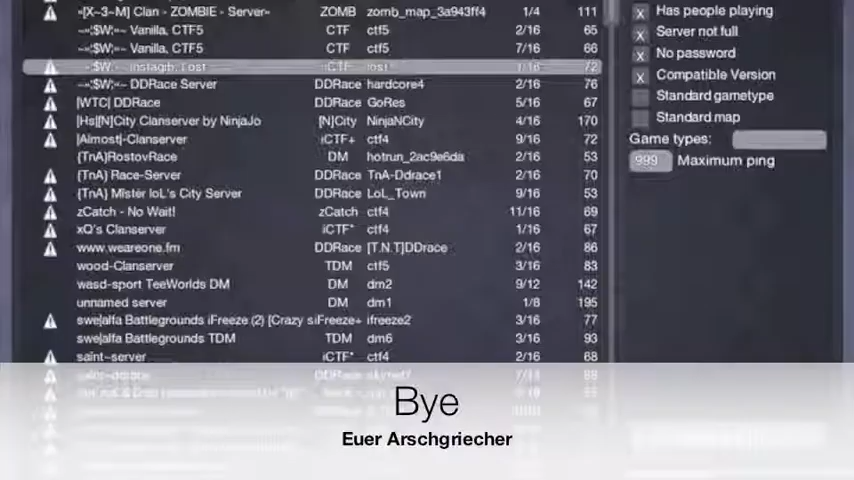 •[X~3~M] Clan - ZOMBIE - Server• ZOMB zomb_map_3a943ff4 1/4 111
Vanilla, CTF5 CTF ctf5 2/16 65
Vanilla, CTF5 CTF ctf5 7/16 66
Instagib, Lost iCTF lost 1/16 72
DDRace Server DDRace hardcore4 2/16 76
|WTC| DDRace DDRace GoRes 5/16 67
|Hs|[N]City Clanserver by NinjaJo [N]City NinjaNCity 4/16 170
|Almost|-Clanserver iCTF+ ctf4 9/16 72
{TnA}RostovRace DM hotrun_2ac9e6da 2/16 53
{TnA} Race-Server DDRace TnA-Ddrace1 2/16 70
{TnA} Mister loL's City Server DDRace LoL_Town 9/16 53
zCatch - No Wait! zCatch ctf4 11/16 69
xQ's Clanserver iCTF* ctf4 1/16 67
www.weareone.fm DDRace [T.N.T]DDrace 2/16 86
wood-Clanserver TDM ctf5 3/16 83
wasd-sport TeeWorlds DM DM dm2 9/12 142
unnamed server DM dm1 1/8 195
swe|alfa Battlegrounds iFreeze (2) [Crazy s iFreeze+ ifreeze2 3/16 77
swe|alfa Battlegrounds TDM TDM dm6 3/16 93
saint-server iCTF* ctf4 2/16 68
X Has people playing
X Server not full
X No password
X Compatible Version
Standard gametype
Standard map
Game types:
999 Maximum ping
Bye
Euer Arschgriecher